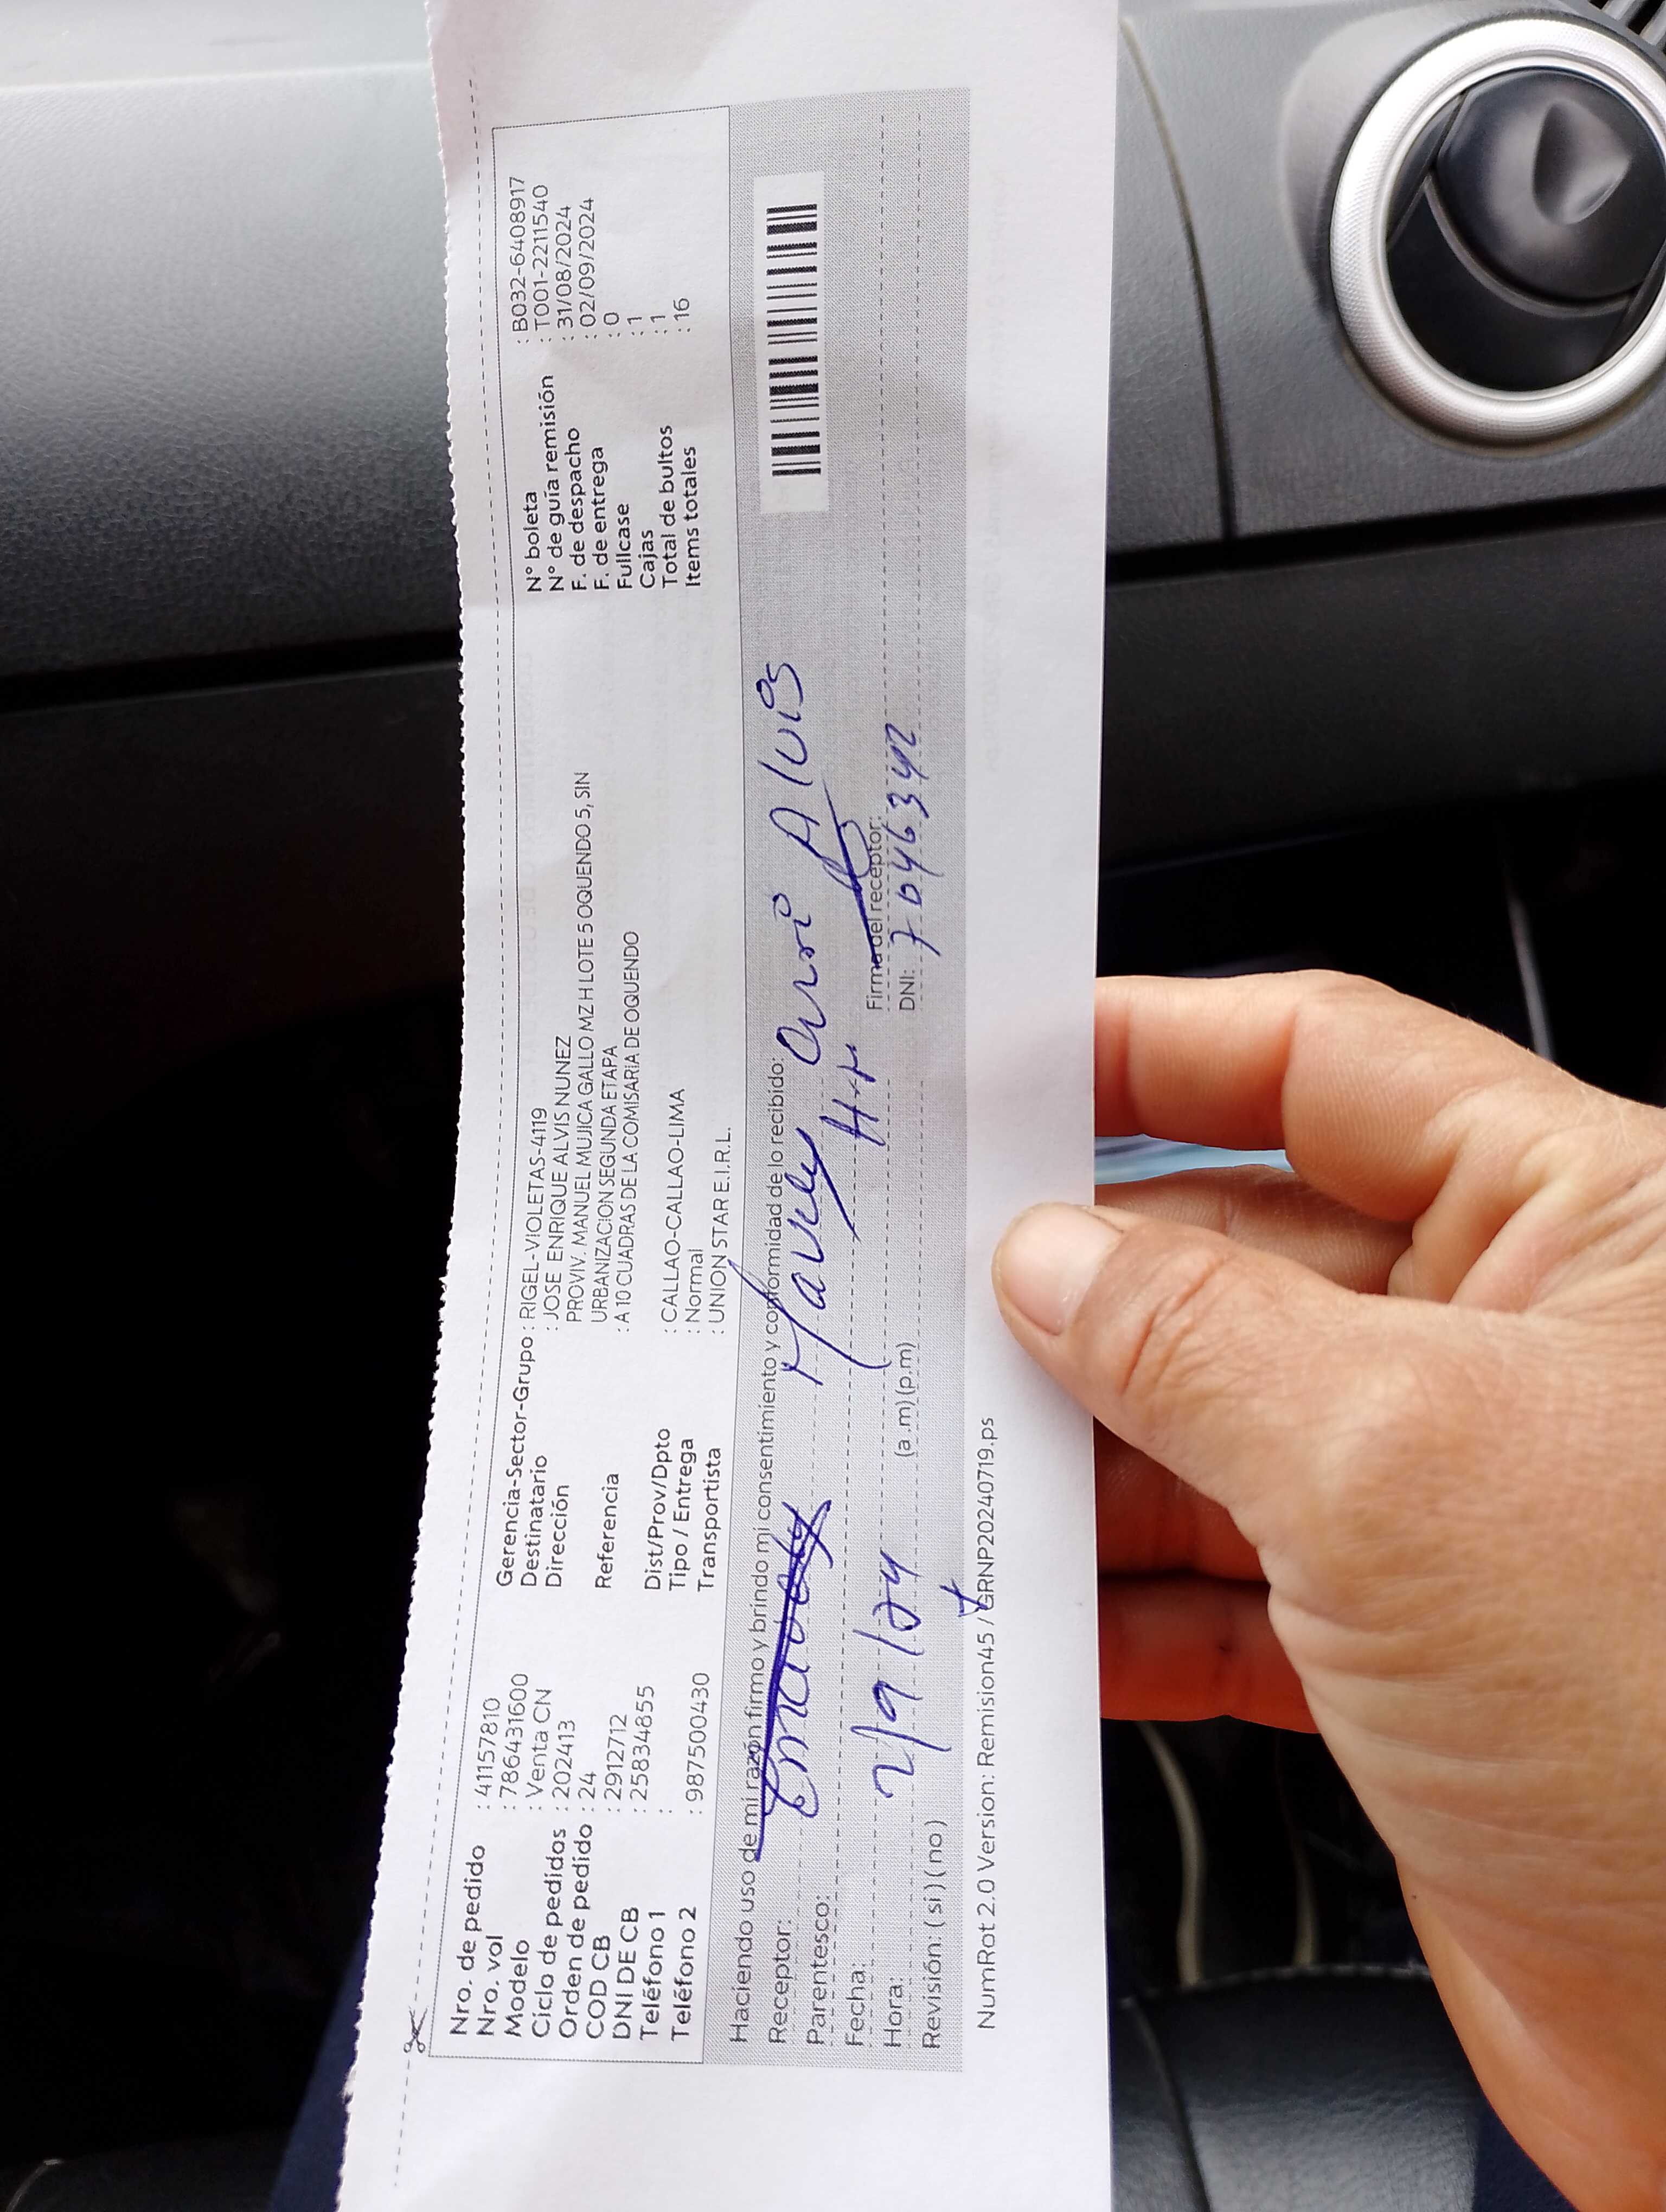 Nro. de pedido : 41157810
Nro. vol : 786431600
Modelo : Venta CN
Ciclo de pedidos : 202413
Orden de pedido : 24
COD CB : 2912712
DNI DE CB : 25834855
Teléfono 1 :
Teléfono 2 : 987500430
Gerencia-Sector-Grupo : RIGEL-VIOLETAS-4119
Destinatario : JOSE ENRIQUE ALVIS NUNEZ
Dirección PROVIV. MANUEL MUJICA GALLO MZ H LOTE 5 OQUENDO 5, SIN
URBANIZACION SEGUNDA ETAPA
Referencia : A 10 CUADRAS DE LA COMISARIA DE OQUENDO
Dist/Prov/Dpto : CALLAO-CALLAO-LIMA
Tipo / Entrega : Normal
Transportista : UNION STAR E.I.R.L.
N° boleta : B032-6408917
N° de guía remisión : T001-2211540
F. de despacho : 31/08/2024
F. de entrega : 02/09/2024
Fullcase : 0
Cajas : 1
Total de bultos : 1
Items totales : 16
Haciendo uso de mi razón firmo y brindo mi consentimiento y conformidad de lo recibido:
Receptor:
Parentesco:
Fecha: 2/9/24
Hora: (a.m) (p.m)
Revisión: ( si ) ( no )
Firma del receptor:
DNI: 70463442
NumRot 2.0 Version: Remision45 / GRNP20240719.ps